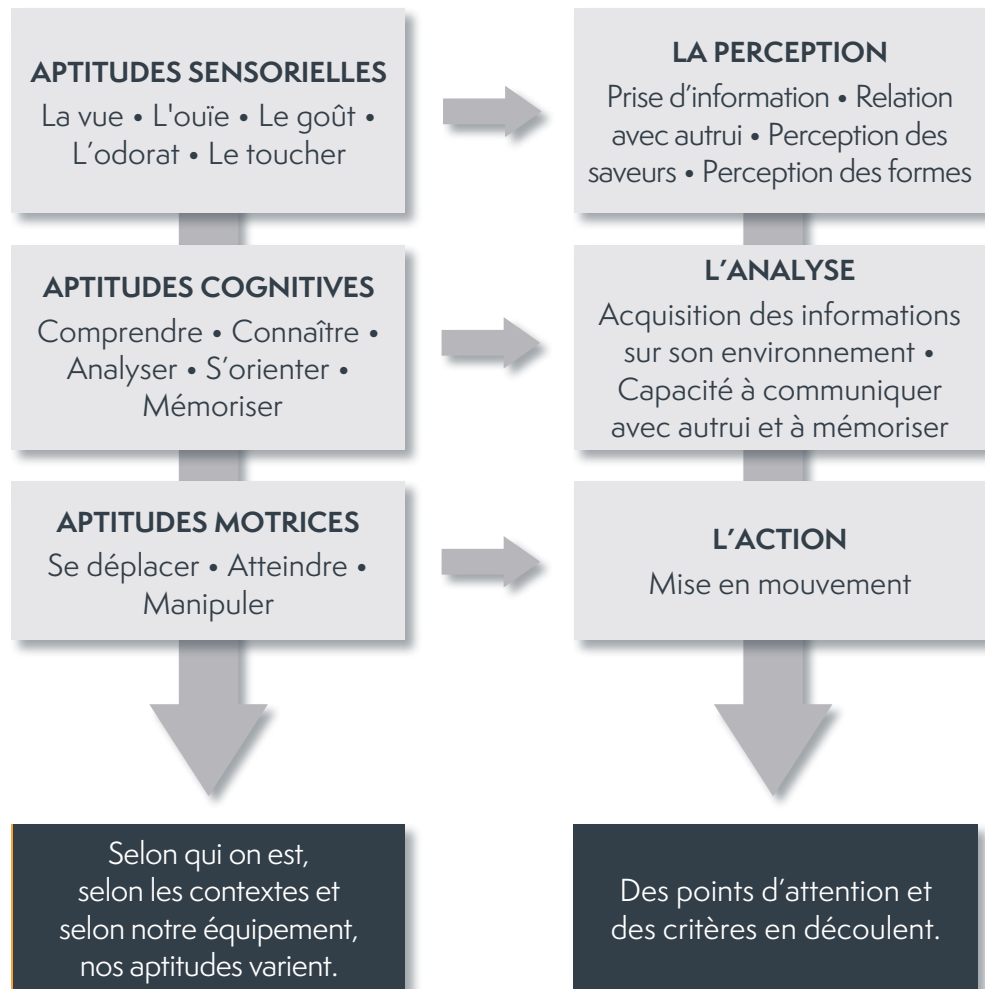 APTITUDES SENSORIELLES
La vue • L'ouïe • Le goût •
L’odorat • Le toucher
LA PERCEPTION
Prise d’information • Relation
avec autrui • Perception des
saveurs • Perception des formes
APTITUDES COGNITIVES
Comprendre • Connaître •
Analyser • S’orienter •
Mémoriser
L’ANALYSE
Acquisition des informations
sur son environnement •
Capacité à communiquer
avec autrui et à mémoriser
APTITUDES MOTRICES
Se déplacer • Atteindre •
Manipuler
L’ACTION
Mise en mouvement
Selon qui on est,
selon les contextes et
selon notre équipement,
nos aptitudes varient.
Des points d’attention et
des critères en découlent.